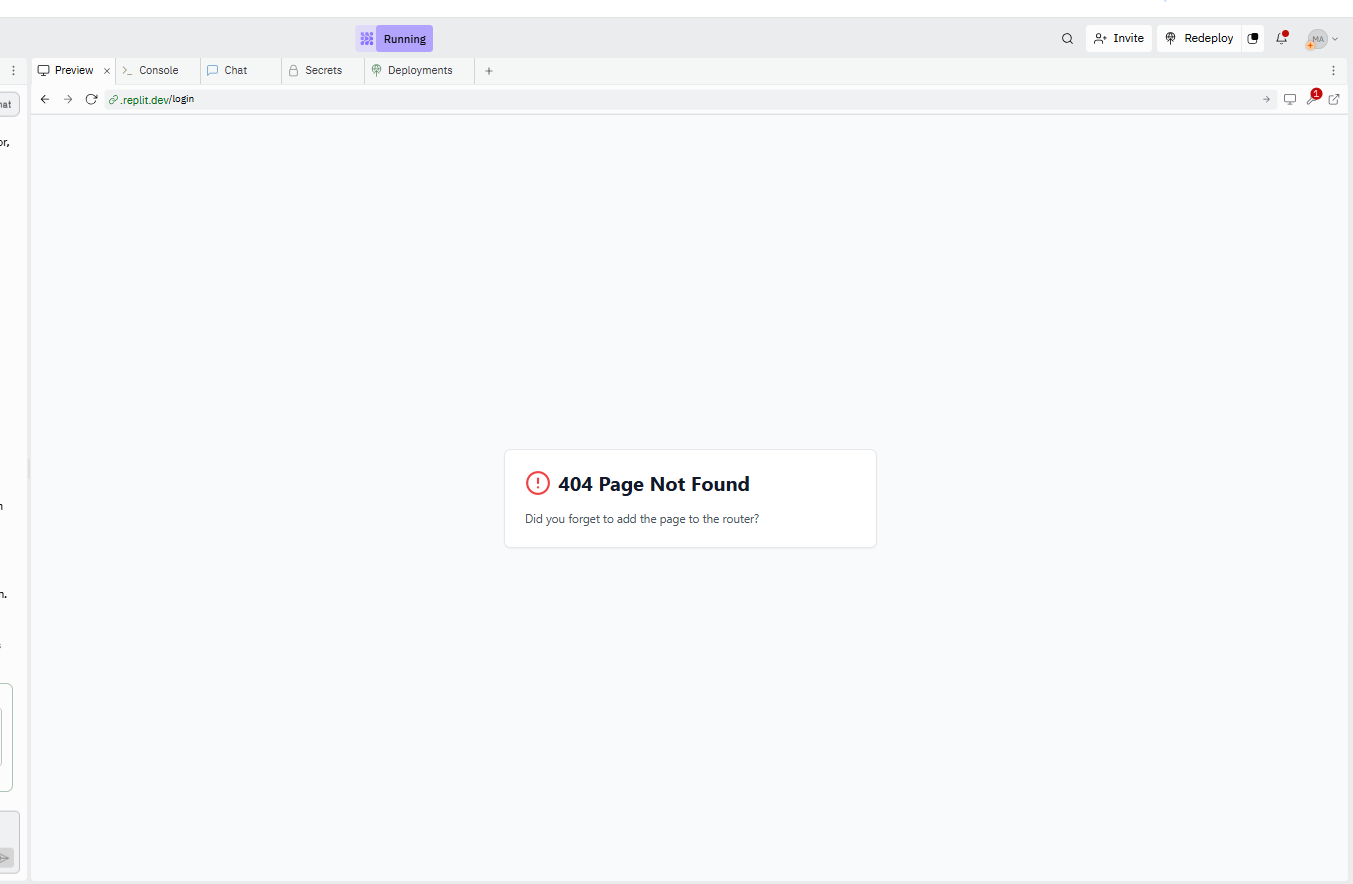 Running
Invite
Redeploy
MA
Preview
Console
Chat
Secrets
Deployments
.replit.dev/login
1
or,
404 Page Not Found
Did you forget to add the page to the router?